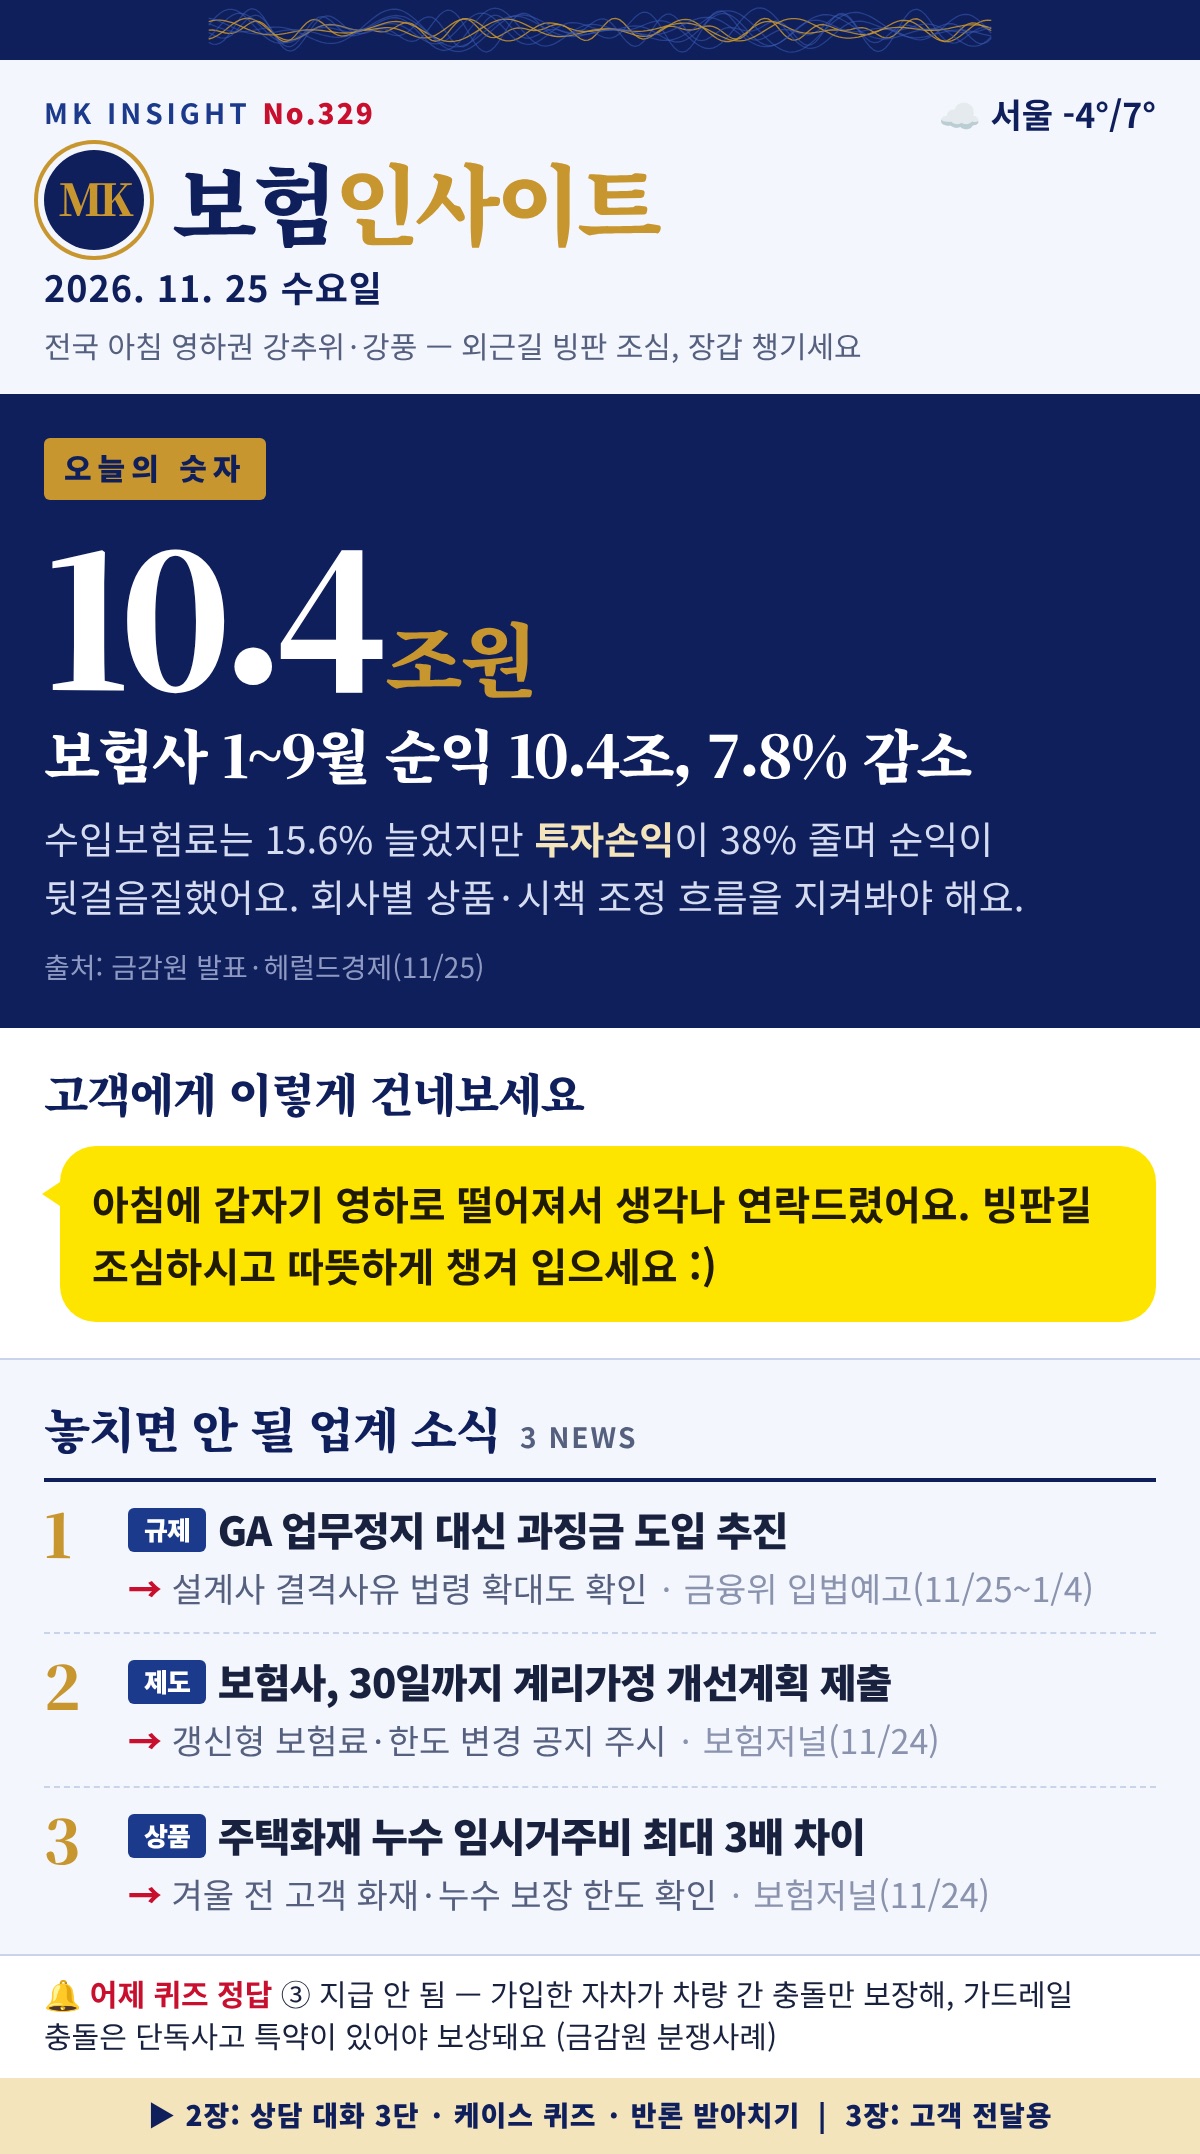 MK INSIGHT No.329
☁️ 서울 -4°/7°
MK 보험인사이트
2026. 11. 25 수요일
전국 아침 영하권 강추위·강풍 — 외근길 빙판 조심, 장갑 챙기세요
오늘의 숫자
10.4조원
보험사 1~9월 순익 10.4조, 7.8% 감소
수입보험료는 15.6% 늘었지만 투자손익이 38% 줄며 순익이
뒷걸음질했어요. 회사별 상품·시책 조정 흐름을 지켜봐야 해요.
출처: 금감원 발표·헤럴드경제(11/25)
고객에게 이렇게 건네보세요
아침에 갑자기 영하로 떨어져서 생각나 연락드렸어요. 빙판길
조심하시고 따뜻하게 챙겨 입으세요 :)
놓치면 안 될 업계 소식 3 NEWS
1 규제 GA 업무정지 대신 과징금 도입 추진
→ 설계사 결격사유 법령 확대도 확인 · 금융위 입법예고(11/25~1/4)
2 제도 보험사, 30일까지 계리가정 개선계획 제출
→ 갱신형 보험료·한도 변경 공지 주시 · 보험저널(11/24)
3 상품 주택화재 누수 임시거주비 최대 3배 차이
→ 겨울 전 고객 화재·누수 보장 한도 확인 · 보험저널(11/24)
🔔 어제 퀴즈 정답 ③ 지급 안 됨 — 가입한 자차가 차량 간 충돌만 보장해, 가드레일
충돌은 단독사고 특약이 있어야 보상돼요 (금감원 분쟁사례)
▶ 2장: 상담 대화 3단 · 케이스 퀴즈 · 반론 받아치기 | 3장: 고객 전달용